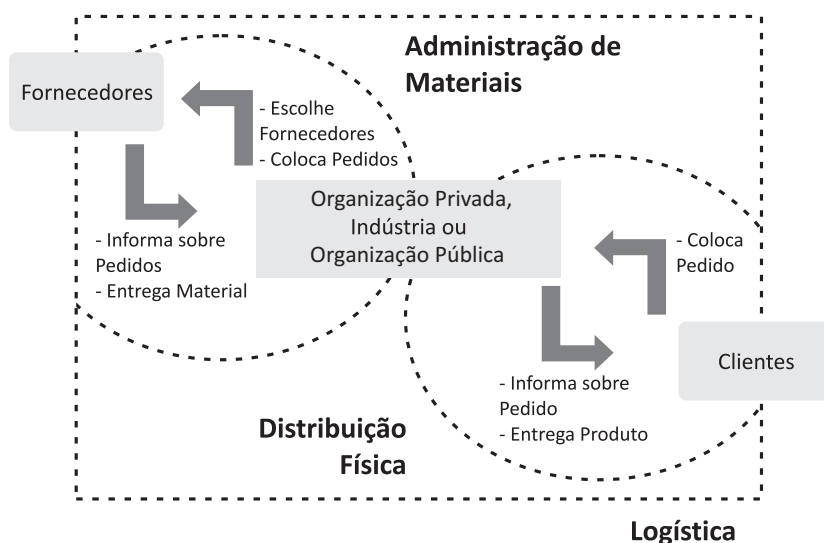 Administração de
Materiais
Fornecedores
- Escolhe
Fornecedores
- Coloca Pedidos
Organização Privada,
Indústria ou
Organização Pública
- Informa sobre
Pedidos
- Entrega Material
- Coloca
Pedido
Clientes
- Informa sobre
Pedido
- Entrega Produto
Distribuição
Física
Logística